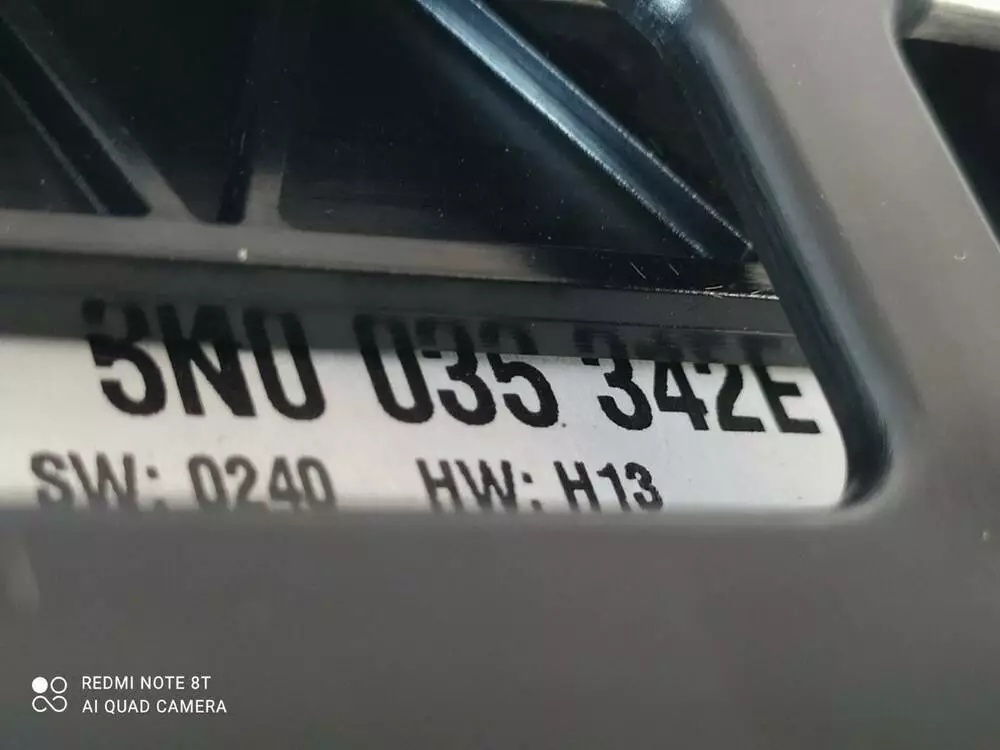 5N0 035 342E
SW: 0240 HW: H13
REDMI NOTE 8T
AI QUAD CAMERA